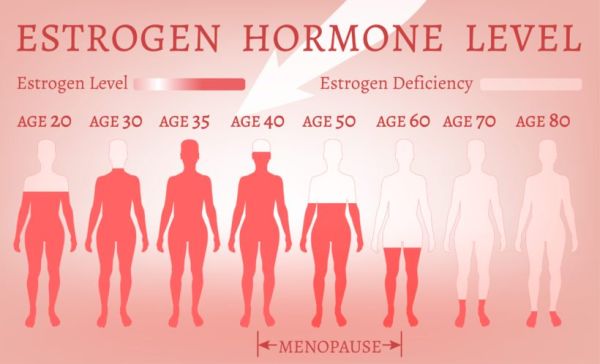 ESTROGEN HORMONE LEVEL
Estrogen Level Estrogen Deficiency
AGE 20 AGE 30 AGE 35 AGE 40 AGE 50 AGE 60 AGE 70 AGE 80
MENOPAUSE